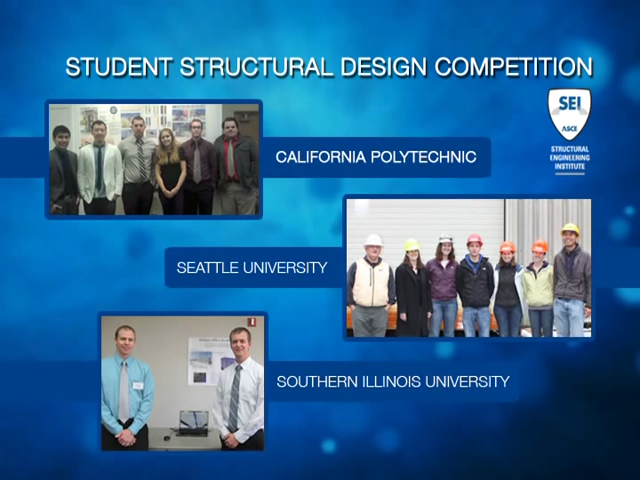 STUDENT STRUCTURAL DESIGN COMPETITION
SEI
ASCE
STRUCTURAL
ENGINEERING
INSTITUTE
CALIFORNIA POLYTECHNIC
SEATTLE UNIVERSITY
SOUTHERN ILLINOIS UNIVERSITY